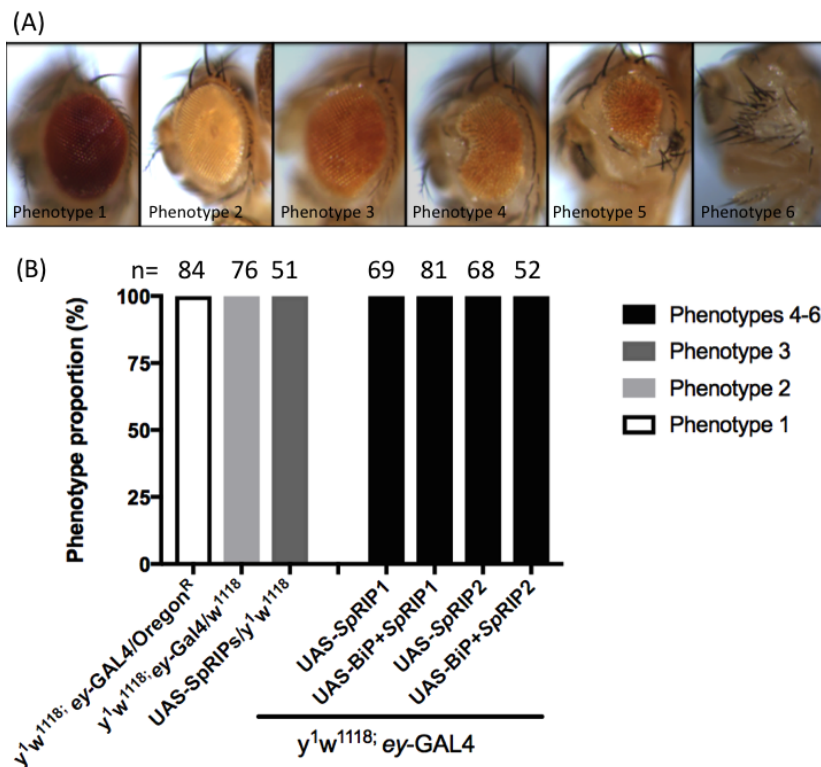 (A)
Phenotype 1
Phenotype 2
Phenotype 3
Phenotype 4
Phenotype 5
Phenotype 6
(B)
n= 84 76 51 69 81 68 52
Phenotype proportion (%)
100
75
50
25
0
Phenotypes 4-6
Phenotype 3
Phenotype 2
Phenotype 1
y¹w¹¹¹⁸; ey-GAL4/Oregonᴿ
y¹w¹¹¹⁸; ey-Gal4/w¹¹¹⁸
UAS-SpRIPs/y¹w¹¹¹⁸
UAS-SpRIP1
UAS-BiP+SpRIP1
UAS-SpRIP2
UAS-BiP+SpRIP2
y¹w¹¹¹⁸; ey-GAL4